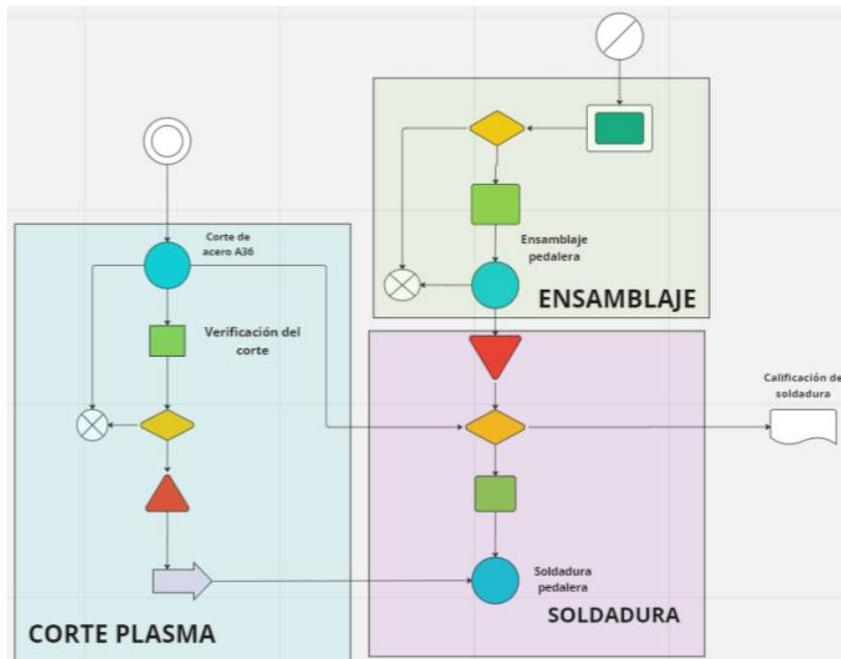 Corte de
acero A36
Verificación del
corte
CORTE PLASMA
Ensamblaje
pedalera
ENSAMBLAJE
Calificación de
soldadura
Soldadura
pedalera
SOLDADURA